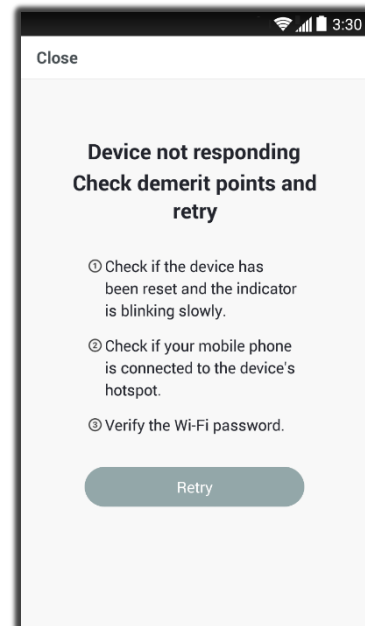 3:30
Close
Device not responding
Check demerit points and
retry
① Check if the device has
been reset and the indicator
is blinking slowly.
② Check if your mobile phone
is connected to the device's
hotspot.
③ Verify the Wi-Fi password.
Retry